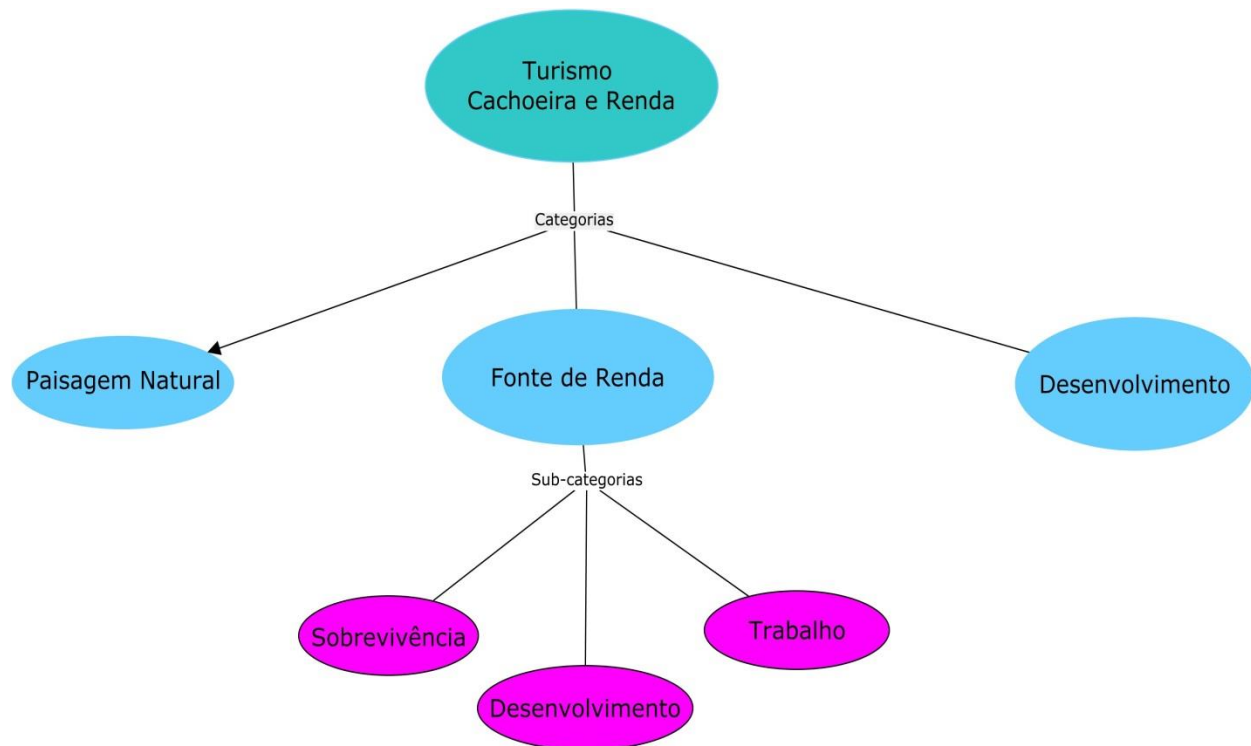 Turismo
Cachoeira e Renda
Categorias
Paisagem Natural
Fonte de Renda
Desenvolvimento
Sub-categorias
Sobrevivência
Trabalho
Desenvolvimento